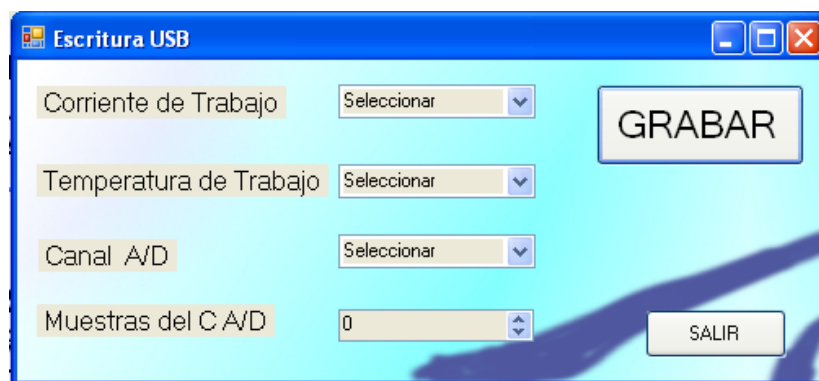 Escritura USB
Corriente de Trabajo Seleccionar
GRABAR
Temperatura de Trabajo Seleccionar
Canal A/D Seleccionar
Muestras del C A/D 0
SALIR